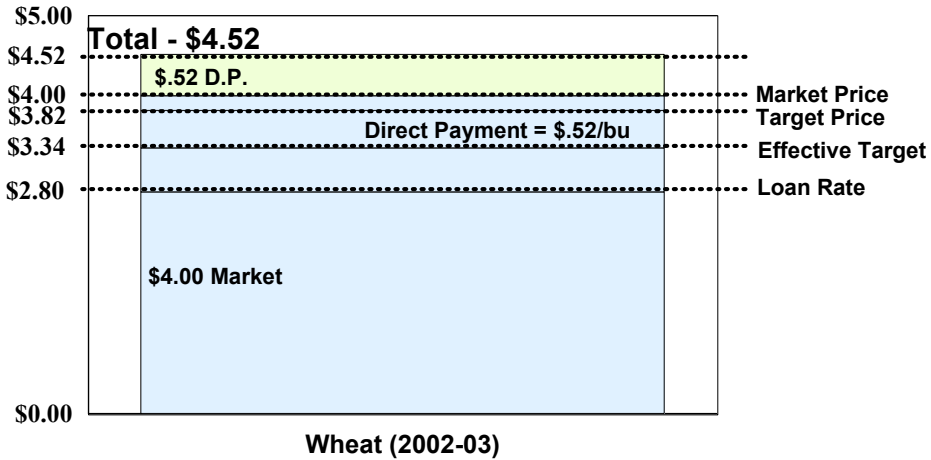 $5.00
Total - $4.52
$4.52
$.52 D.P.
$4.00
Market Price
$3.82
Target Price
Direct Payment = $.52/bu
$3.34
Effective Target
$2.80
Loan Rate
$4.00 Market
$0.00
Wheat (2002-03)